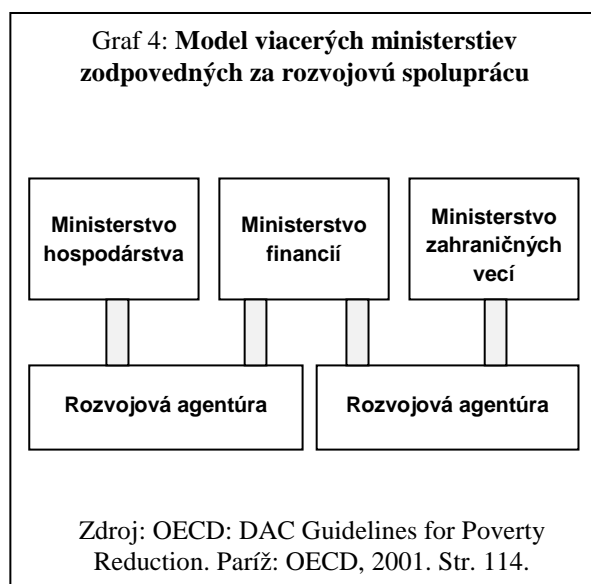 Graf 4: Model viacerých ministerstiev
zodpovedných za rozvojovú spoluprácu
Ministerstvo
hospodárstva
Ministerstvo
financií
Ministerstvo
zahraničných
vecí
Rozvojová agentúra
Rozvojová agentúra
Zdroj: OECD: DAC Guidelines for Poverty
Reduction. Paríž: OECD, 2001. Str. 114.